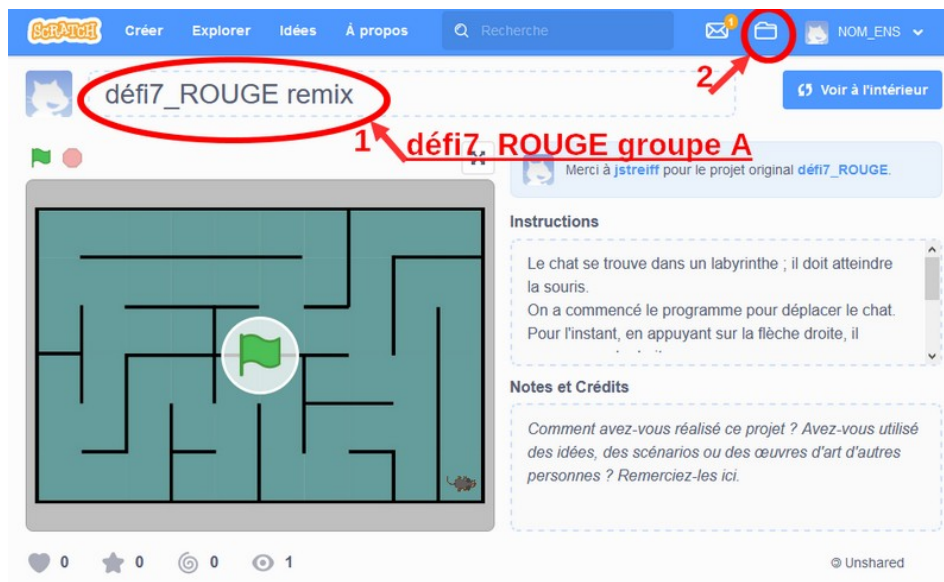 SCRATCH Créer Explorer Idées À propos Recherche 1 NOM_ENS
défi7_ROUGE remix
2
Voir à l'intérieur
1 défi7_ROUGE groupe A
Merci à jstreiff pour le projet original défi7_ROUGE.
Instructions
Le chat se trouve dans un labyrinthe ; il doit atteindre
la souris.
On a commencé le programme pour déplacer le chat.
Pour l'instant, en appuyant sur la flèche droite, il
Notes et Crédits
Comment avez-vous réalisé ce projet ? Avez-vous utilisé
des idées, des scénarios ou des œuvres d'art d'autres
personnes ? Remerciez-les ici.
0 0 0 1
Unshared